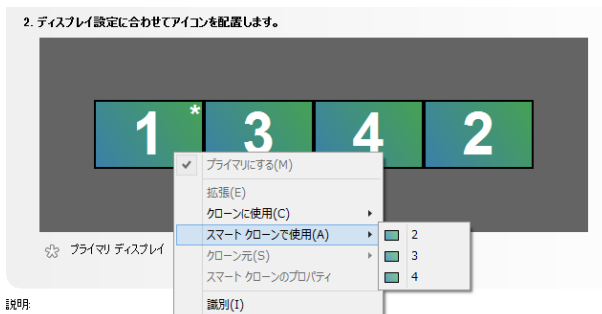 2. ディスプレイ設定に合わせてアイコンを配置します。
1 * 3 4 2
✓ プライマリにする(M)
拡張(E)
クローンに使用(C)
スマート クローンで使用(A)
2
3
4
クローン元(S)
スマート クローンのプロパティ
識別(I)
プライマリ ディスプレイ
説明: